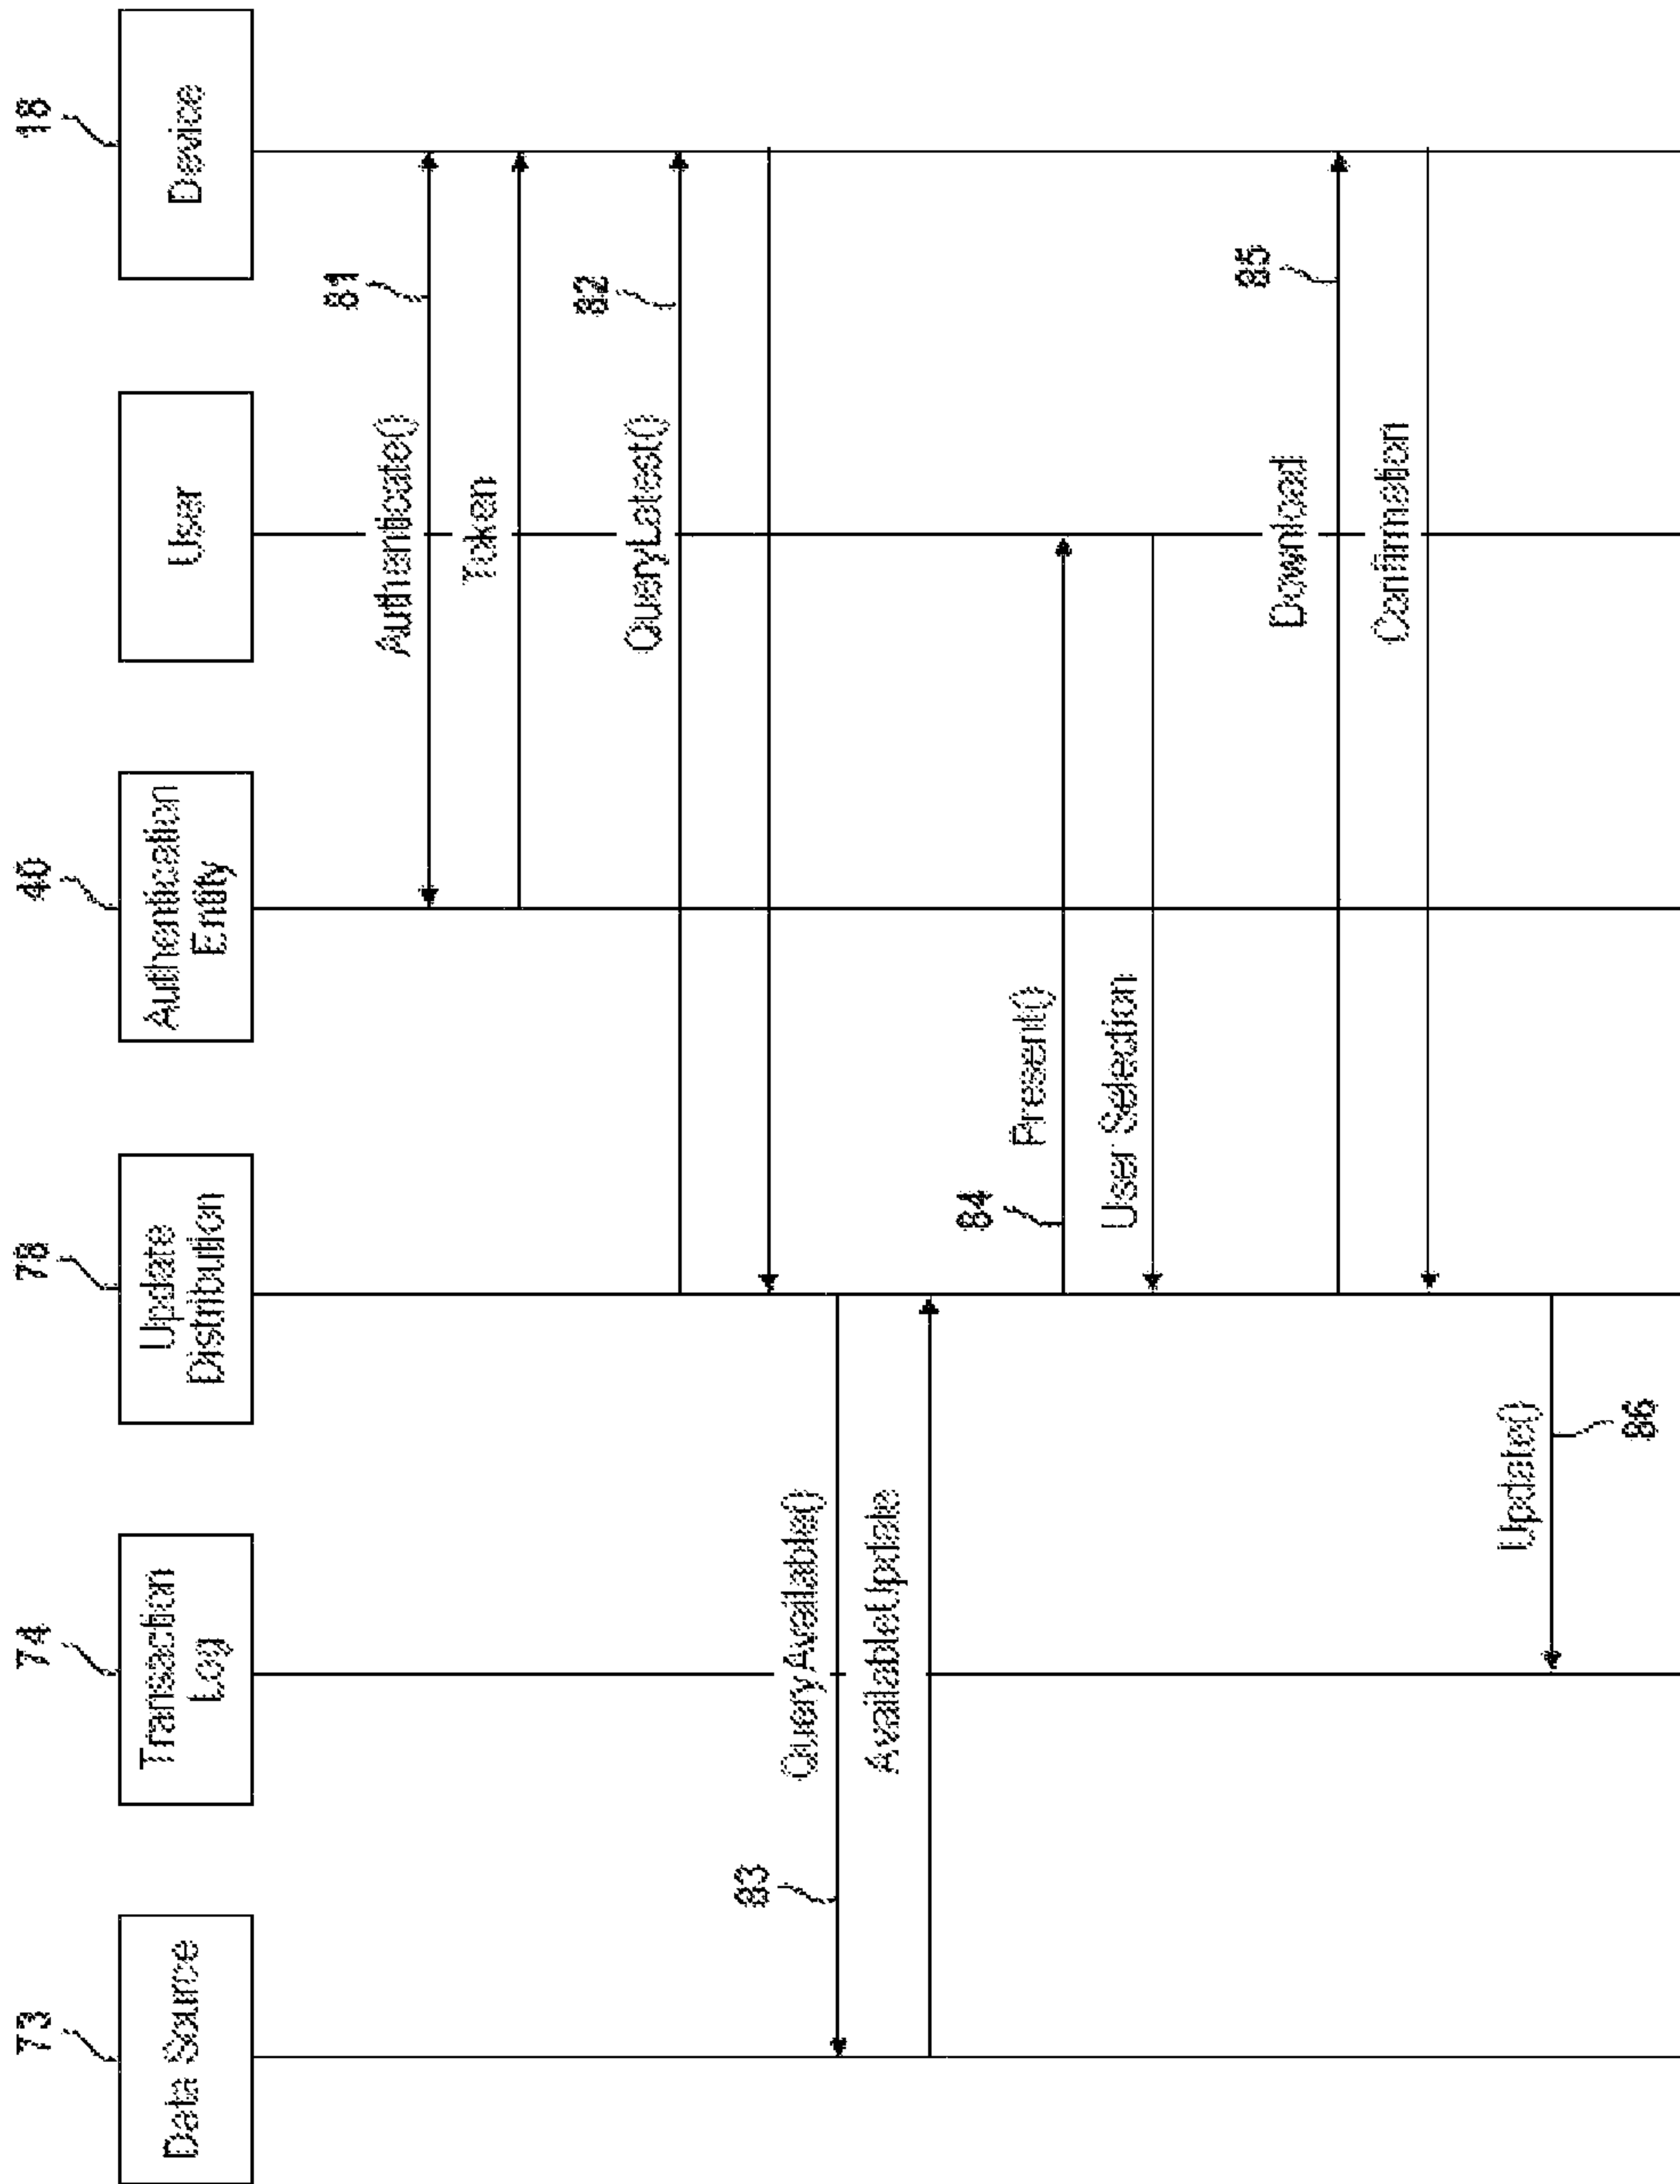 73
Data Source
74
Transaction
Log
78
Update
Distribution
40
Authentication
Entity
User
18
Device
81
Authenticate()
Token
82
QueryLatest()
83
QueryAvailable()
AvailableUpdate
84
Present()
User Selection
85
Download
Confirmation
Update()
86